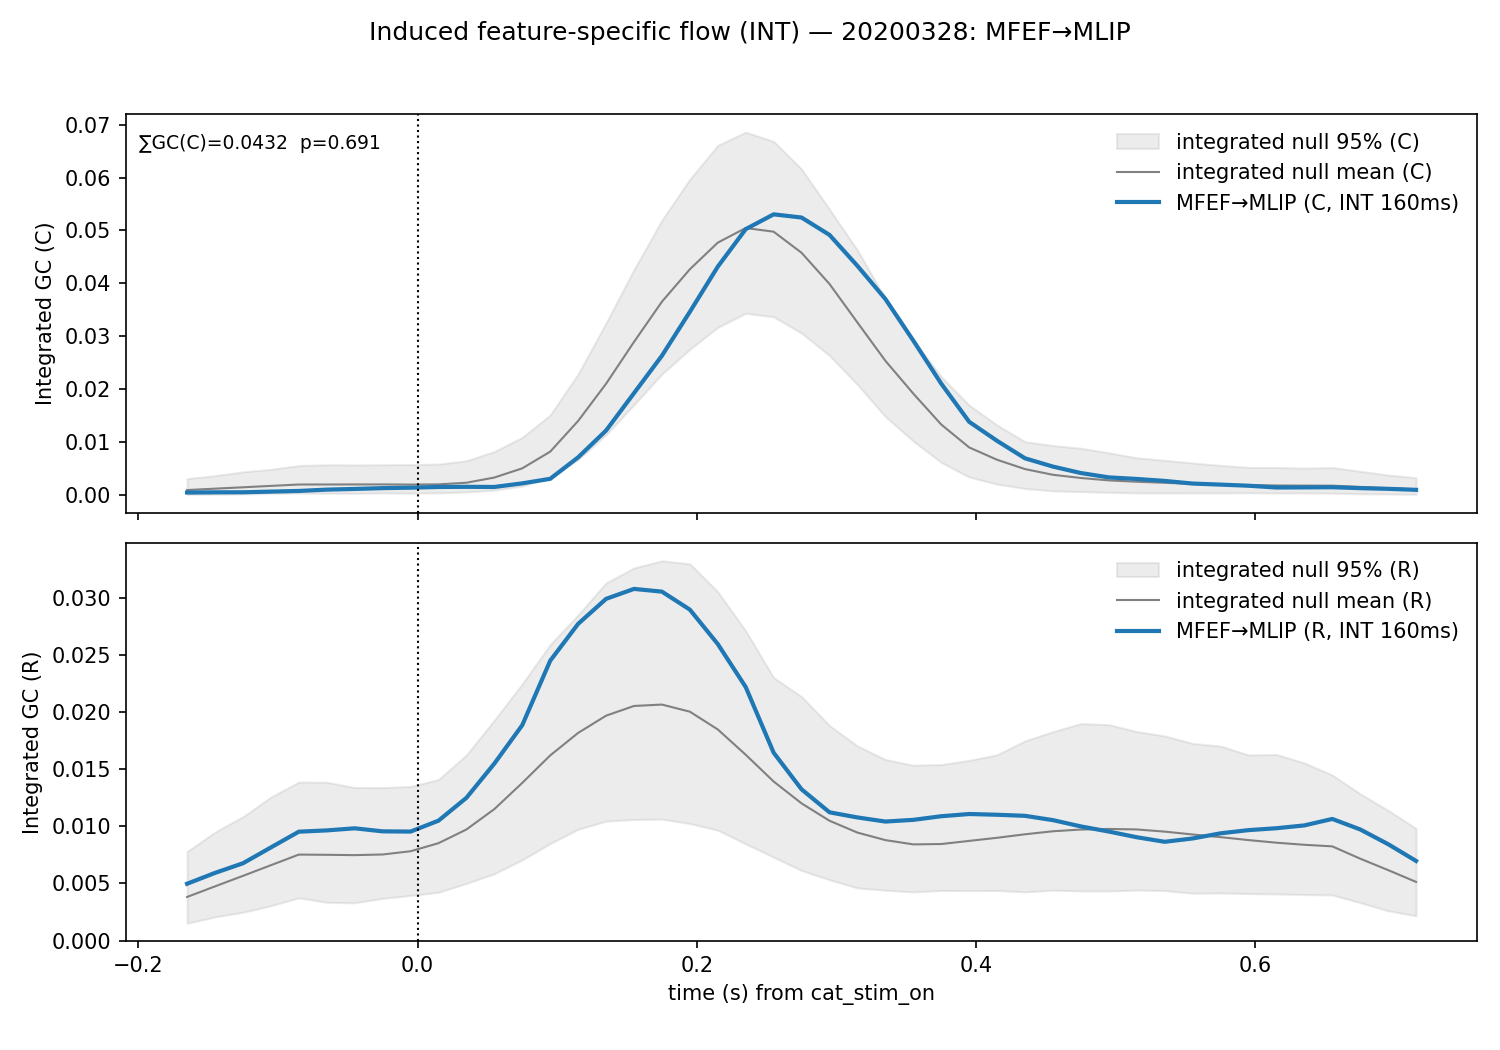 Induced feature-specific flow (INT) — 20200328: MFEF→MLIP
∑GC(C)=0.0432  p=0.691
integrated null 95% (C)
integrated null mean (C)
MFEF→MLIP (C, INT 160ms)
Integrated GC (C)
0.07
0.06
0.05
0.04
0.03
0.02
0.01
0.00
integrated null 95% (R)
integrated null mean (R)
MFEF→MLIP (R, INT 160ms)
Integrated GC (R)
0.030
0.025
0.020
0.015
0.010
0.005
0.000
−0.2 0.0 0.2 0.4 0.6
time (s) from cat_stim_on